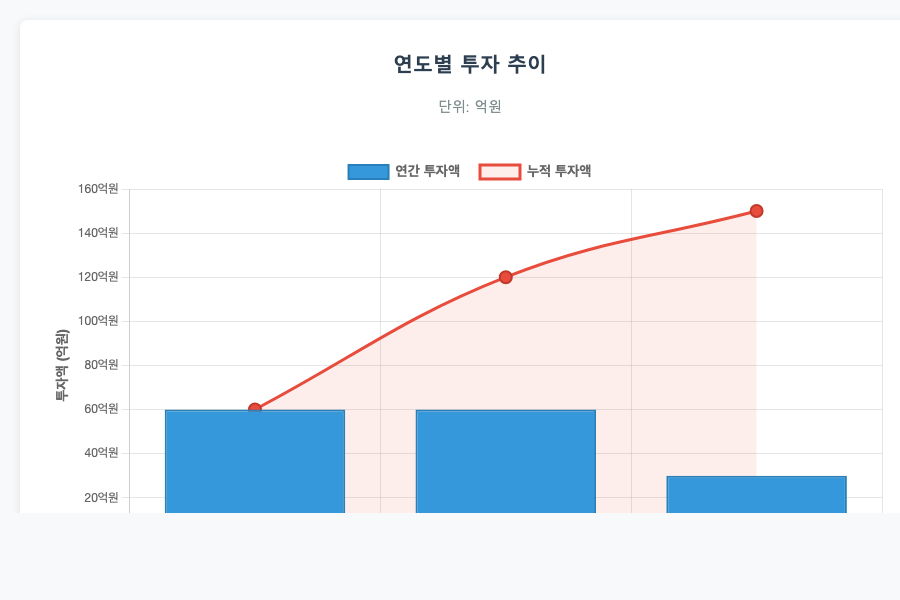 연도별 투자 추이
단위: 억원
연간 투자액 누적 투자액
160억원
140억원
120억원
100억원
80억원
60억원
40억원
20억원
투자액 (억원)